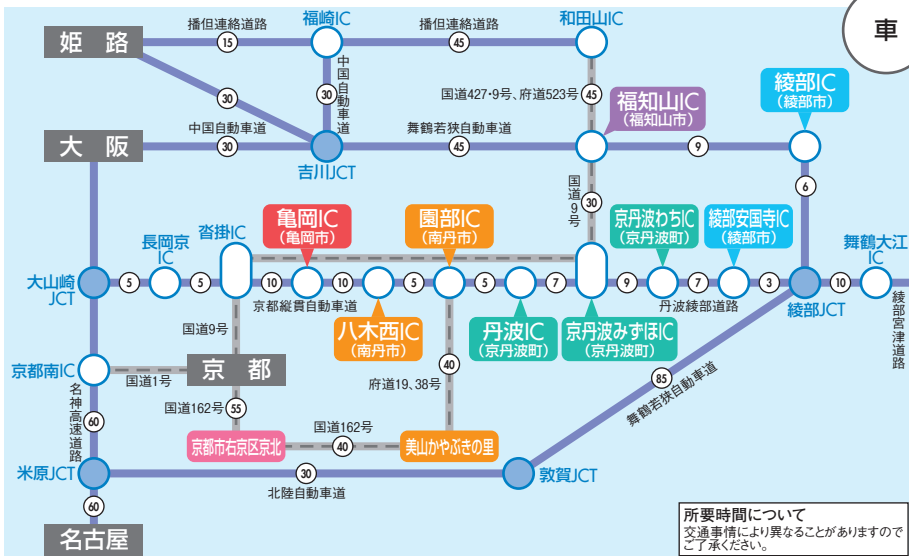 車
播但連絡道路
福崎IC
播但連絡道路
和田山IC
姫路
15
45
中国自動車道
30
30
国道427・9号、府道523号
45
福知山IC
(福知山市)
綾部IC
(綾部市)
大阪
中国自動車道
30
吉川JCT
舞鶴若狭自動車道
45
9
6
国道9号
30
沓掛IC
長岡京
IC
亀岡IC
(亀岡市)
園部IC
(南丹市)
京丹波わちIC
(京丹波町)
綾部安国寺IC
(綾部市)
舞鶴大江
IC
大山崎
JCT
5
5
10
10
5
5
7
9
7
3
10
京都縦貫自動車道
丹波綾部道路
綾部JCT
綾部宮津道路
八木西IC
(南丹市)
丹波IC
(京丹波町)
京丹波みずほIC
(京丹波町)
国道9号
京都南IC
国道1号
京都
40
府道19、38号
名神高速道路
60
国道162号
55
85
舞鶴若狭自動車道
京都市右京区京北
国道162号
40
美山かやぶきの里
米原JCT
30
北陸自動車道
敦賀JCT
60
名古屋
所要時間について
交通事情により異なることがありますので
ご了承ください。